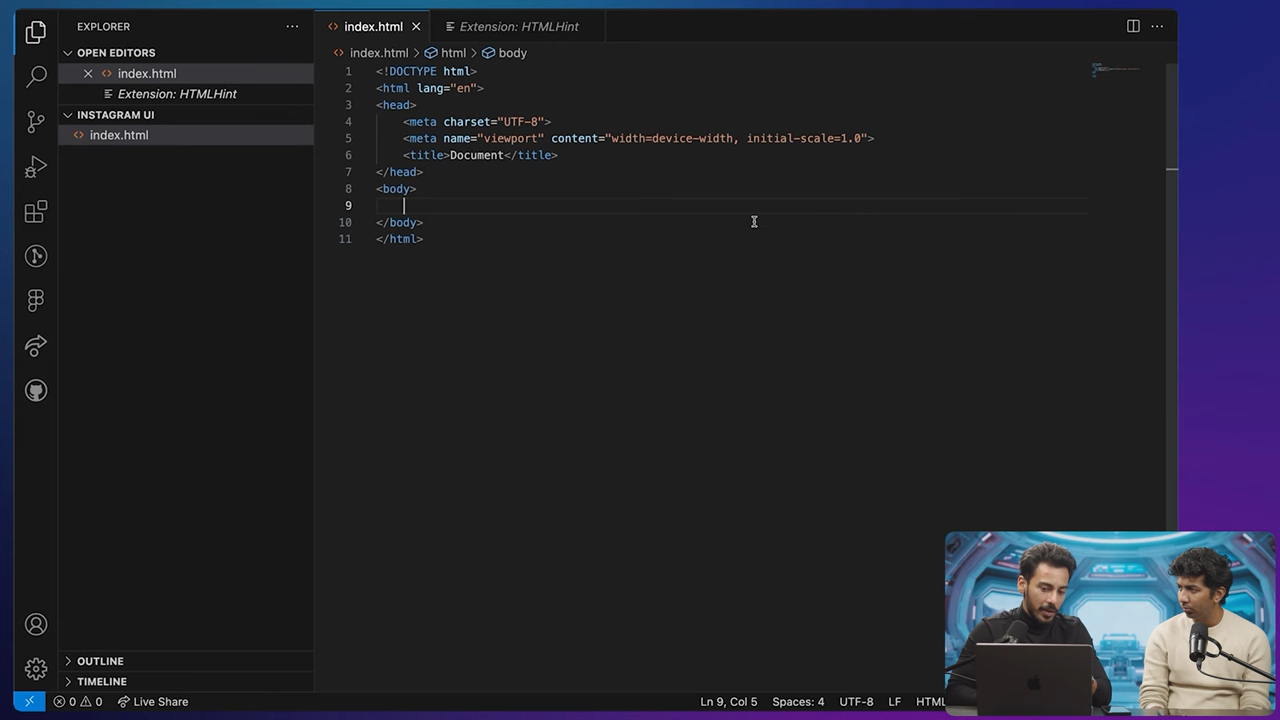 EXPLORER
OPEN EDITORS
index.html
Extension: HTMLHint
INSTAGRAM UI
index.html
OUTLINE
TIMELINE
index.html
Extension: HTMLHint
index.html > html > body
1 <!DOCTYPE html>
2 <html lang="en">
3 <head>
4 <meta charset="UTF-8">
5 <meta name="viewport" content="width=device-width, initial-scale=1.0">
6 <title>Document</title>
7 </head>
8 <body>
9
10 </body>
11 </html>
0 0 Live Share Ln 9, Col 5 Spaces: 4 UTF-8 LF HTML